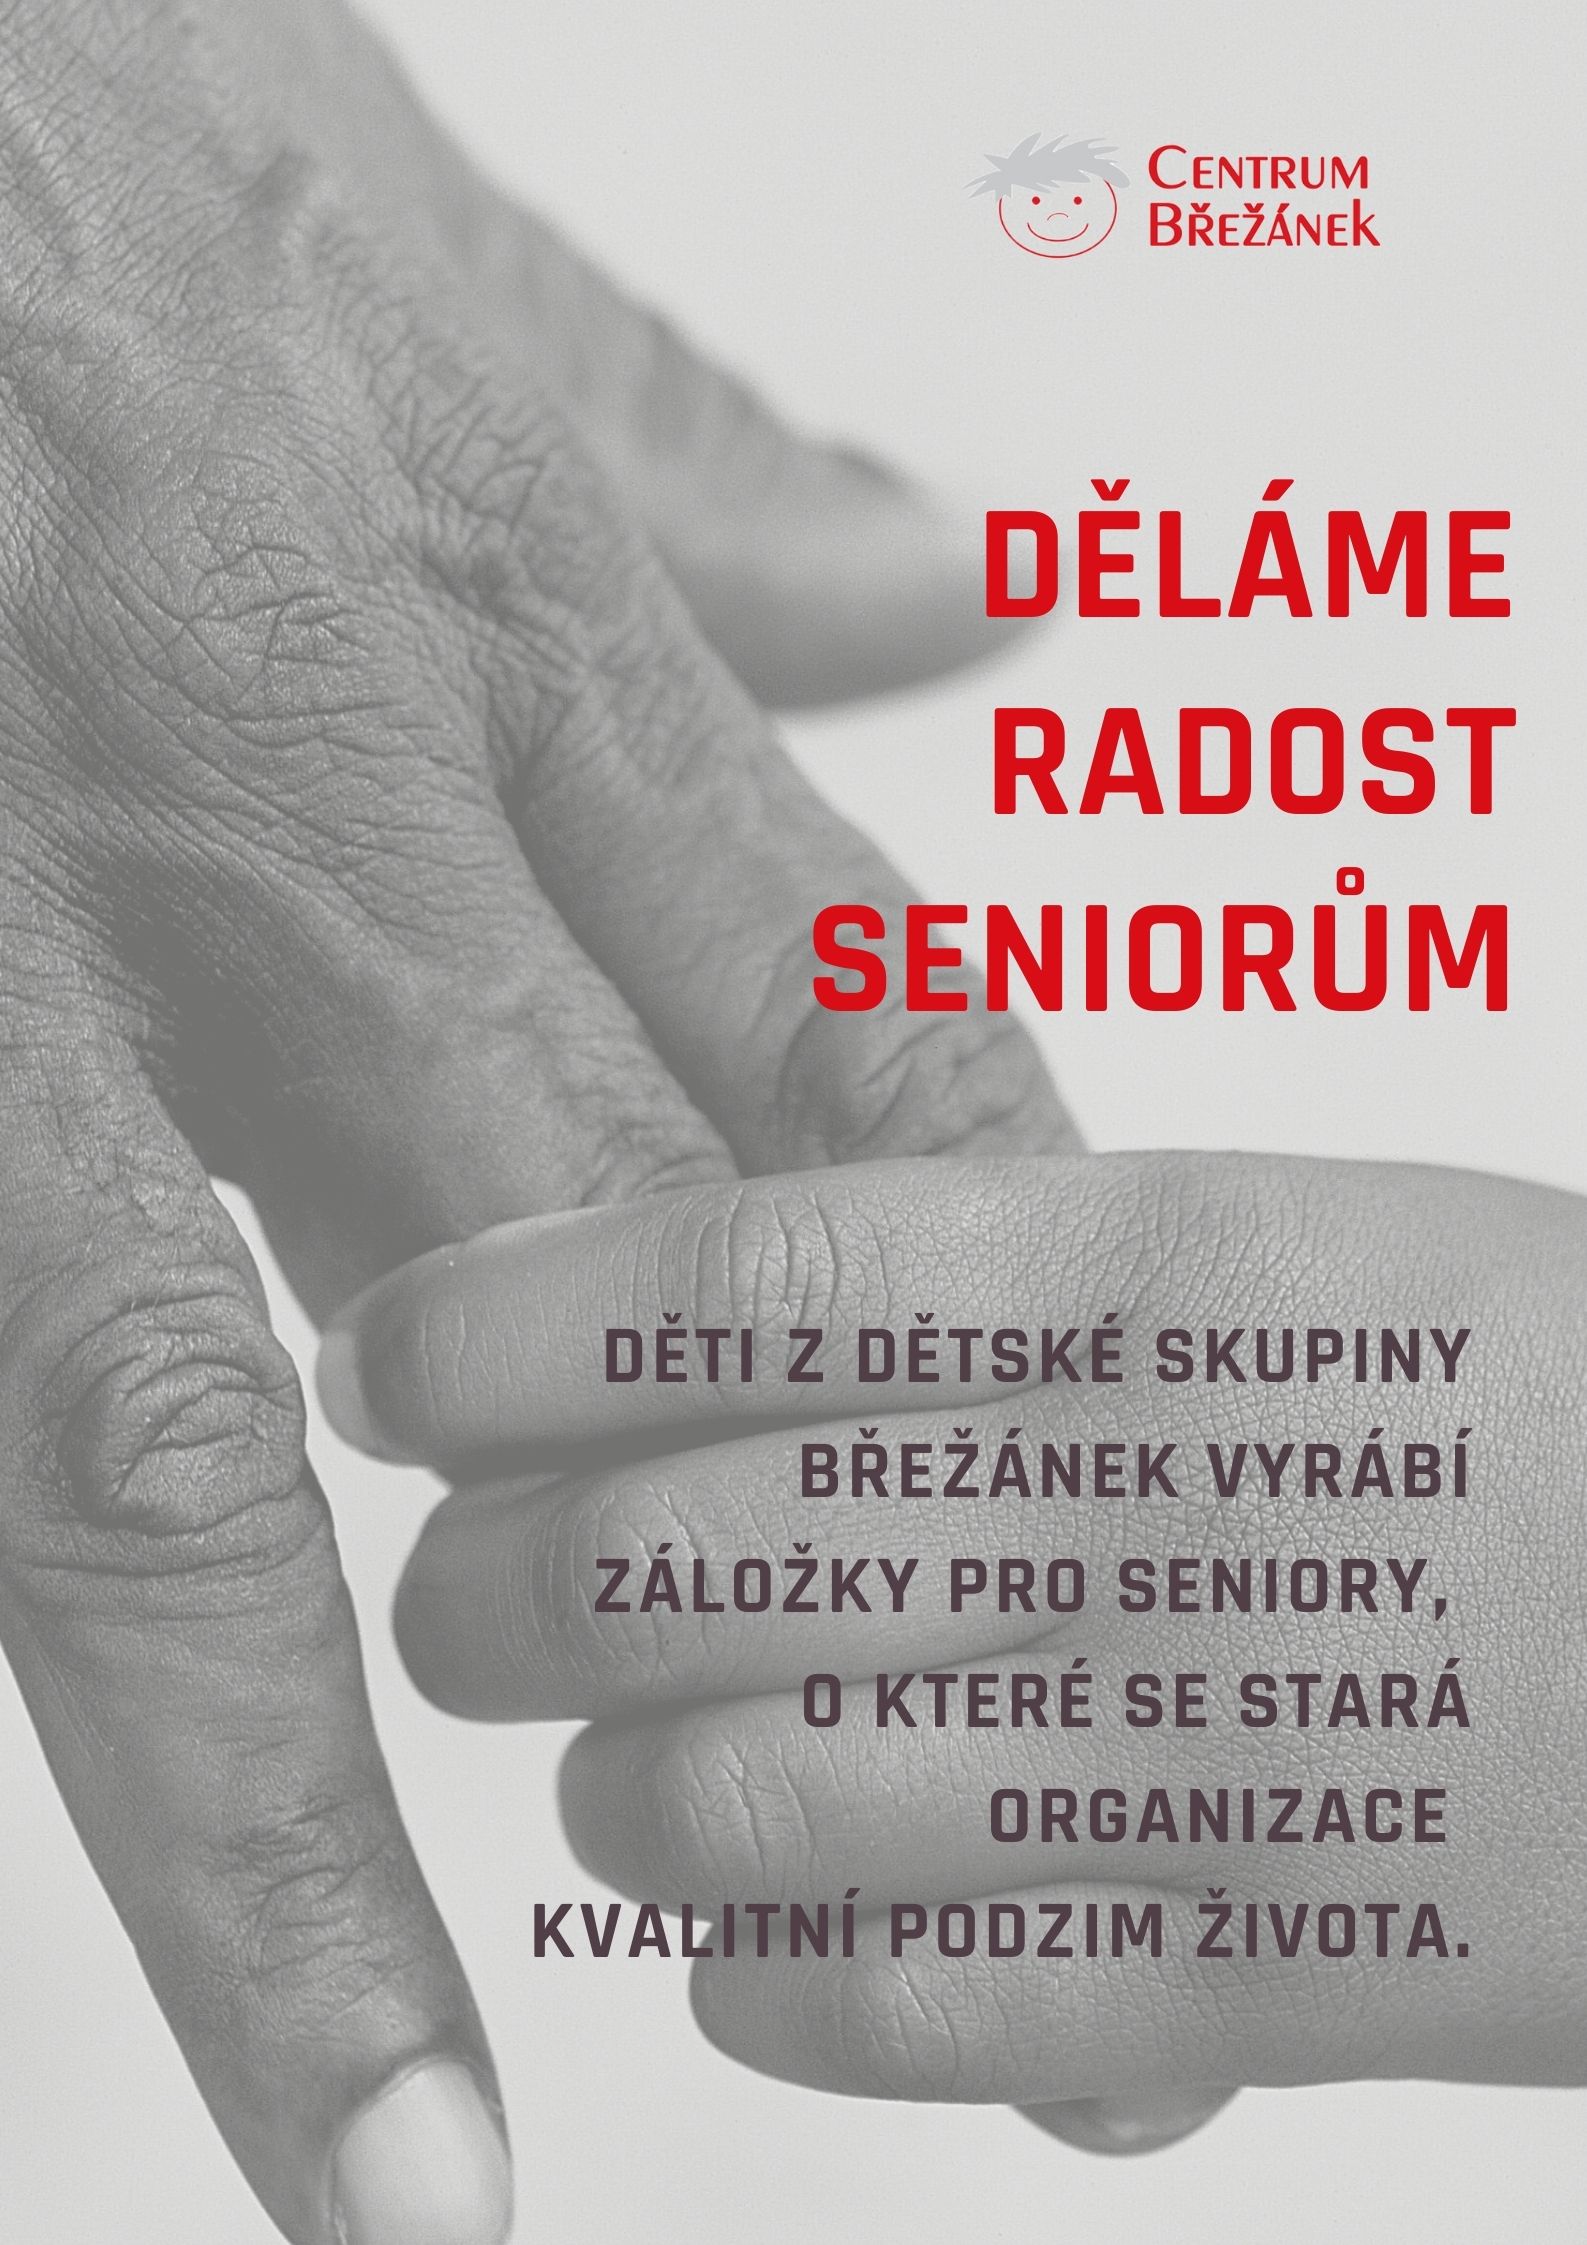 Centrum
Břežánek
DĚLÁME
RADOST
SENIORŮM
DĚTI Z DĚTSKÉ SKUPINY
BŘEŽÁNEK VYRÁBÍ
ZÁLOŽKY PRO SENIORY,
O KTERÉ SE STARÁ
ORGANIZACE
KVALITNÍ PODZIM ŽIVOTA.